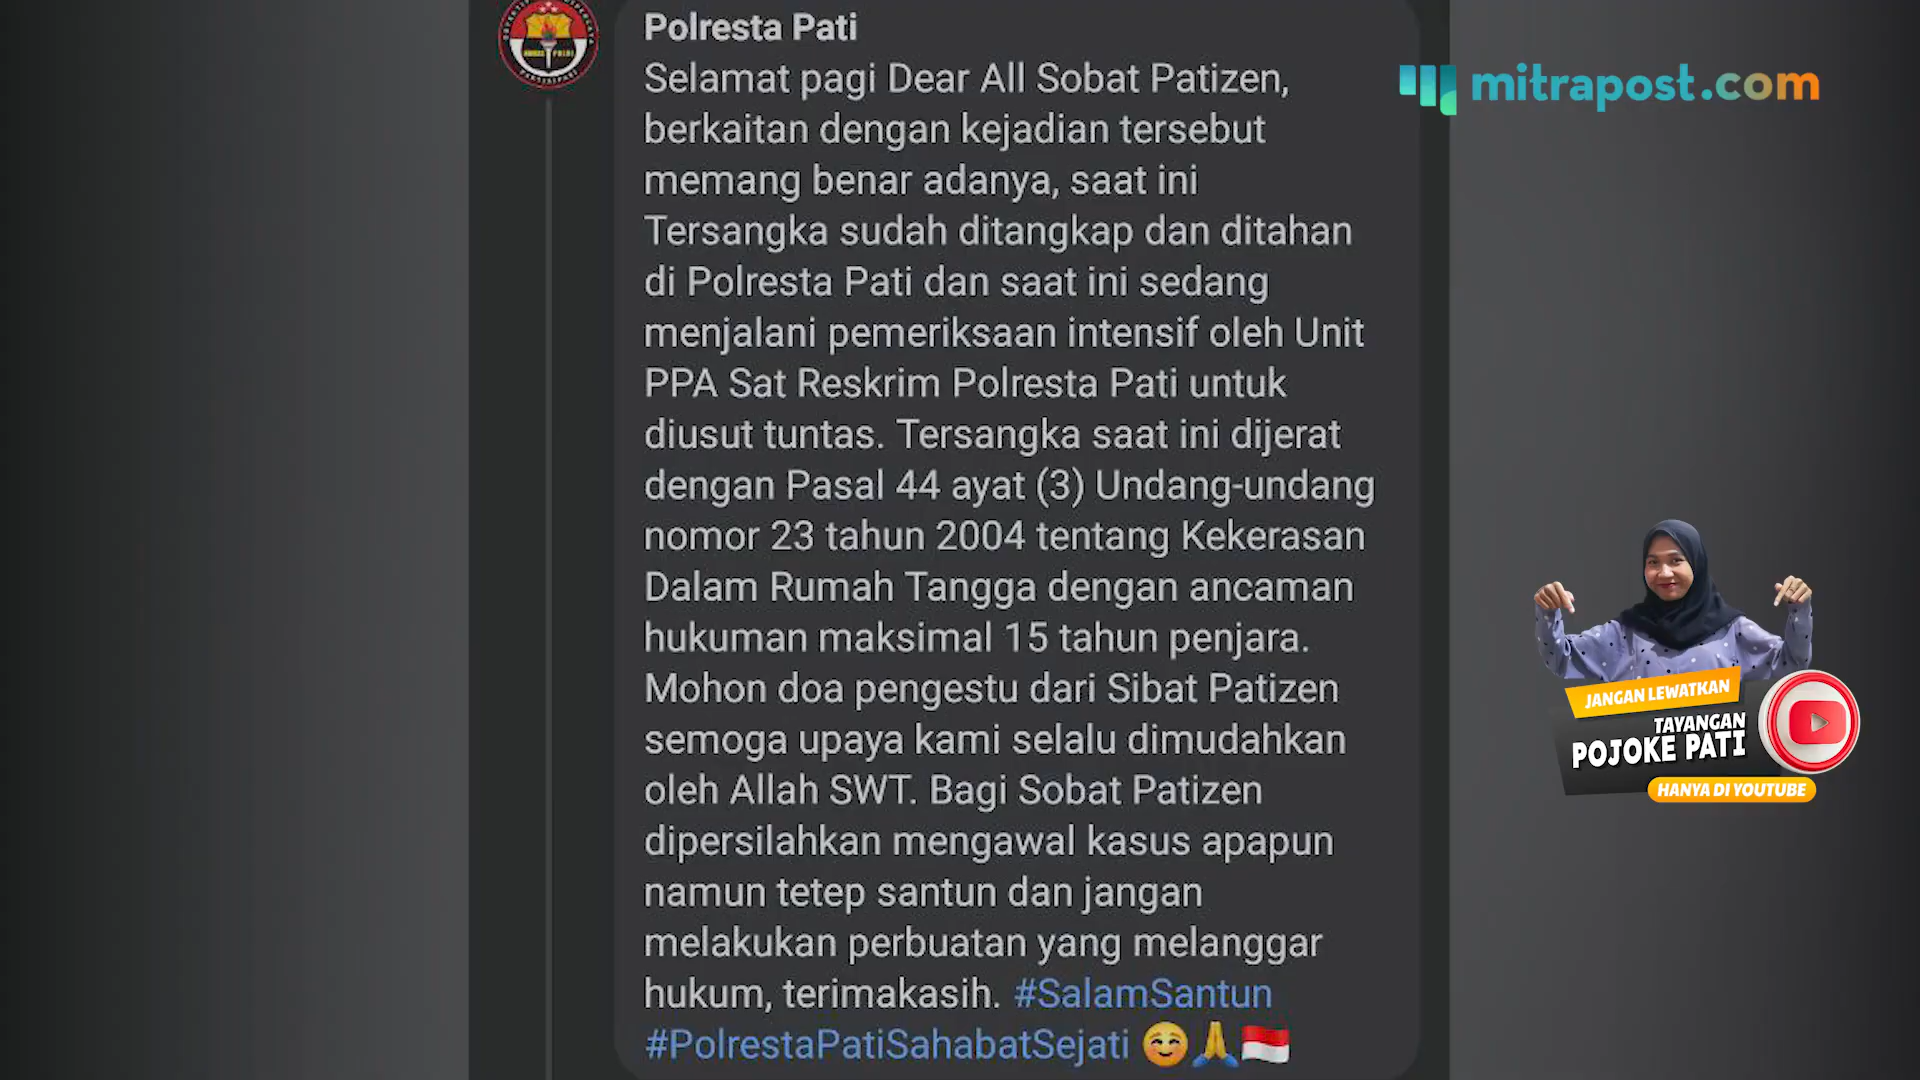 Polresta Pati
Selamat pagi Dear All Sobat Patizen,
berkaitan dengan kejadian tersebut
memang benar adanya, saat ini
Tersangka sudah ditangkap dan ditahan
di Polresta Pati dan saat ini sedang
menjalani pemeriksaan intensif oleh Unit
PPA Sat Reskrim Polresta Pati untuk
diusut tuntas. Tersangka saat ini dijerat
dengan Pasal 44 ayat (3) Undang-undang
nomor 23 tahun 2004 tentang Kekerasan
Dalam Rumah Tangga dengan ancaman
hukuman maksimal 15 tahun penjara.
Mohon doa pengestu dari Sibat Patizen
semoga upaya kami selalu dimudahkan
oleh Allah SWT. Bagi Sobat Patizen
dipersilahkan mengawal kasus apapun
namun tetep santun dan jangan
melakukan perbuatan yang melanggar
hukum, terimakasih. #SalamSantun
#PolrestaPatiSahabatSejati ☺️🙏🇮🇩
mitrapost.com
JANGAN LEWATKAN
TAYANGAN
POJOKE PATI
HANYA DI YOUTUBE